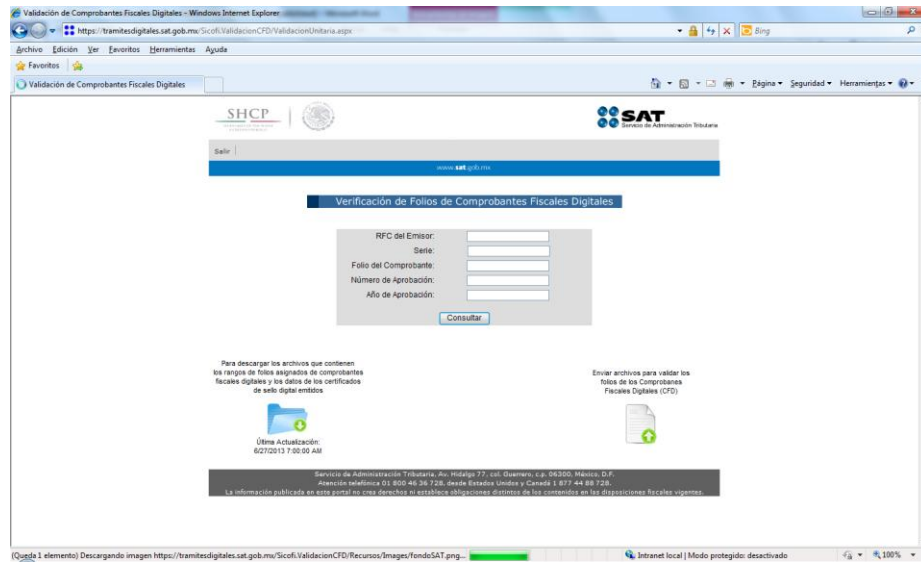 Validación de Comprobantes Fiscales Digitales - Windows Internet Explorer
https://tramitesdigitales.sat.gob.mx/Sicofi.ValidacionCFD/ValidacionUnitaria.aspx
Bing
Archivo Edición Ver Favoritos Herramientas Ayuda
Favoritos
Validación de Comprobantes Fiscales Digitales
Página Seguridad Herramientas
SHCP
SAT
Servicio de Administración Tributaria
Salir
www.sat.gob.mx
Verificación de Folios de Comprobantes Fiscales Digitales
RFC del Emisor:
Serie:
Folio del Comprobante:
Número de Aprobación:
Año de Aprobación:
Consultar
Para descargar los archivos que contienen
los rangos de folios asignados de comprobantes
fiscales digitales y los datos de los certificados
de sello digital emitidos
Útima Actualización:
6/27/2013 7:00:00 AM
Enviar archivos para validar los
folios de los Comprobanes
Fiscales Digitales (CFD)
Servicio de Administración Tributaria, Av. Hidalgo 77, col. Guerrero, c.p. 06300, México, D.F.
Atención telefónica 01 800 46 36 728, desde Estados Unidos y Canadá 1 877 44 88 728.
La información publicada en este portal no crea derechos ni establece obligaciones distintos de los contenidos en las disposiciones fiscales vigentes.
(Queda 1 elemento) Descargando imagen https://tramitesdigitales.sat.gob.mx/Sicofi.ValidacionCFD/Recursos/Images/fondoSAT.png...
Intranet local | Modo protegido: desactivado
100%